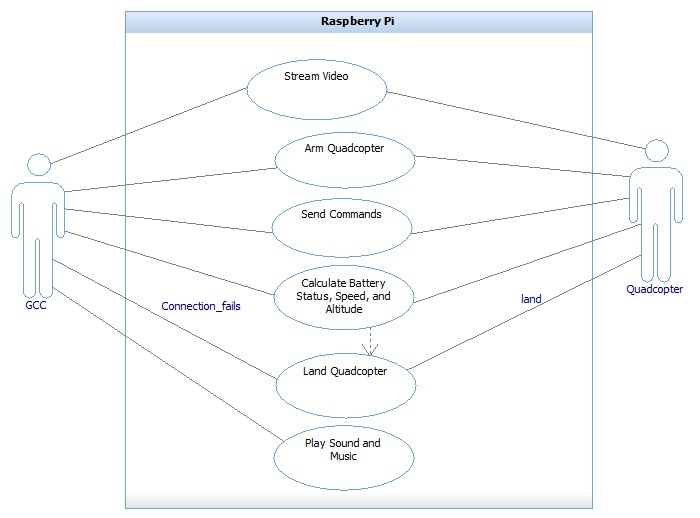 Raspberry Pi
Stream Video
Arm Quadcopter
Send Commands
Calculate Battery
Status, Speed, and
Altitude
GCC
Connection_fails
land
Quadcopter
Land Quadcopter
Play Sound and
Music